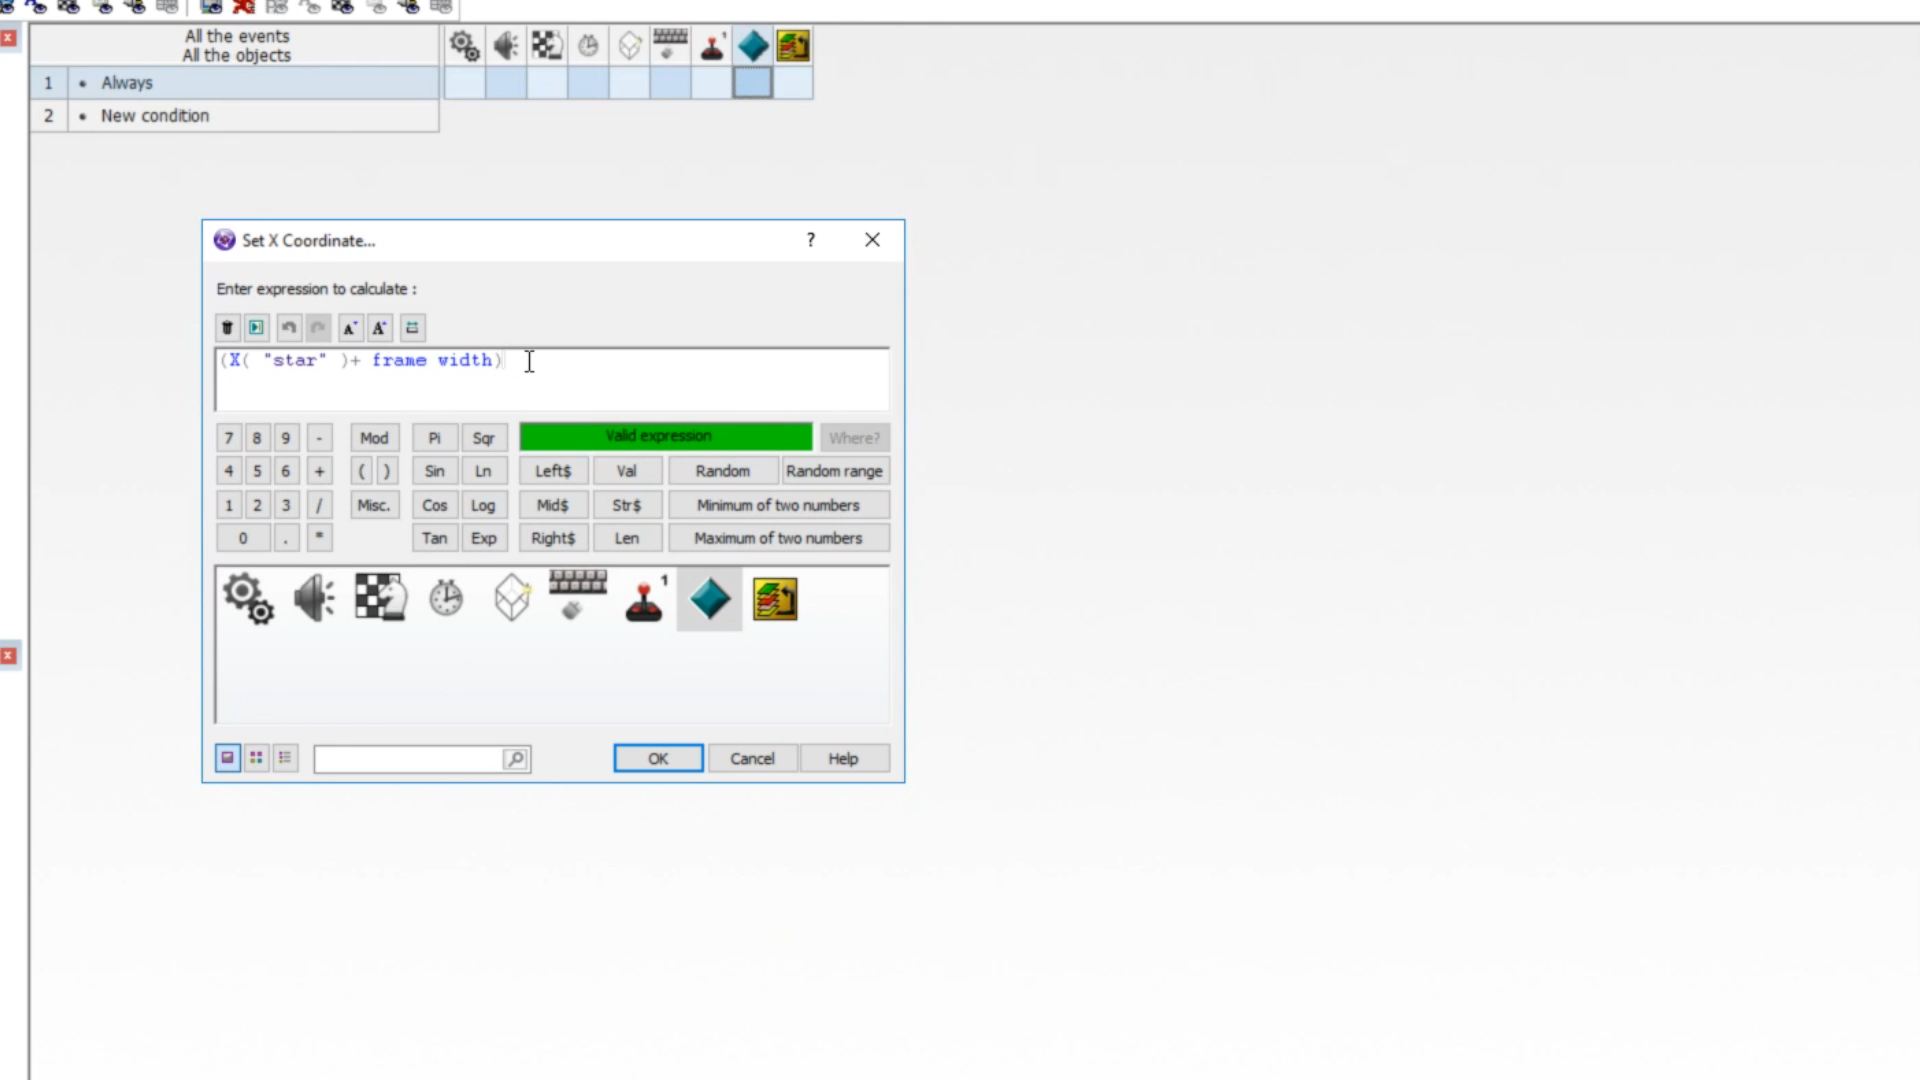 All the events
All the objects
1 • Always
2 • New condition
Set X Coordinate... ?
Enter expression to calculate :
A A
(X( "star" )+ frame width)
7 8 9 - Mod Pi Sqr Valid expression Where?
4 5 6 + ( ) Sin Ln Left$ Val Random Random range
1 2 3 / Misc. Cos Log Mid$ Str$ Minimum of two numbers
0 . * Tan Exp Right$ Len Maximum of two numbers
1
OK Cancel Help